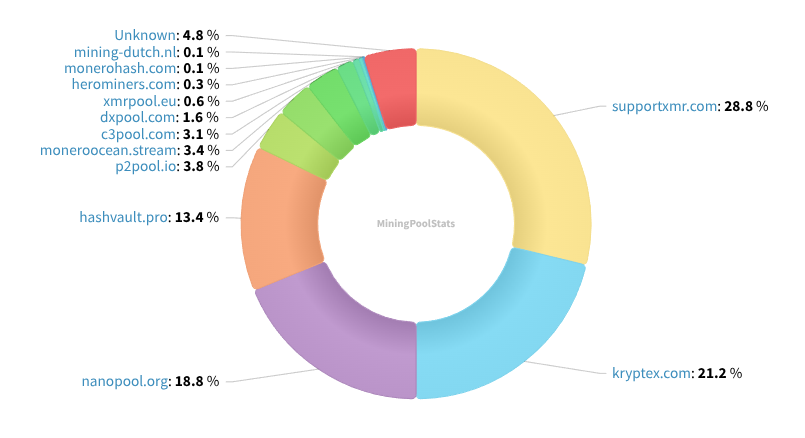 Unknown: 4.8 %
mining-dutch.nl: 0.1 %
monerohash.com: 0.1 %
herominers.com: 0.3 %
xmrpool.eu: 0.6 %
dxpool.com: 1.6 %
c3pool.com: 3.1 %
moneroocean.stream: 3.4 %
p2pool.io: 3.8 %
hashvault.pro: 13.4 %
nanopool.org: 18.8 %
MiningPoolStats
supportxmr.com: 28.8 %
kryptex.com: 21.2 %